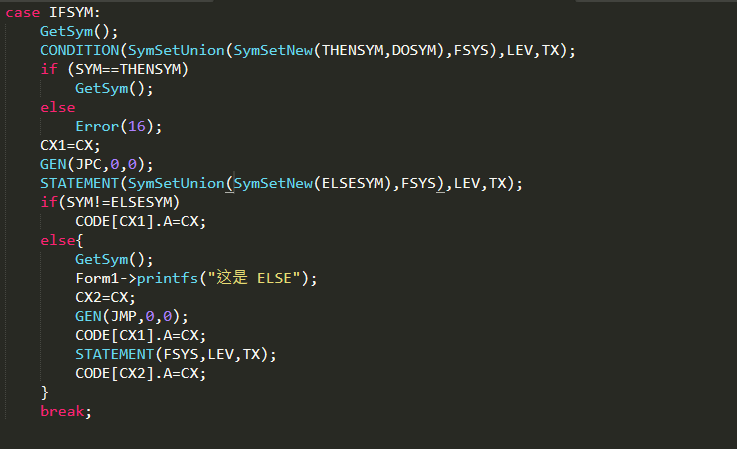 case IFSYM:
GetSym();
CONDITION(SymSetUnion(SymSetNew(THENSYM,DOSYM),FSYS),LEV,TX);
if (SYM==THENSYM)
GetSym();
else
Error(16);
CX1=CX;
GEN(JPC,0,0);
STATEMENT(SymSetUnion(SymSetNew(ELSESYM),FSYS),LEV,TX);
if(SYM!=ELSESYM)
CODE[CX1].A=CX;
else{
GetSym();
Form1->printfs("这是 ELSE");
CX2=CX;
GEN(JMP,0,0);
CODE[CX1].A=CX;
STATEMENT(FSYS,LEV,TX);
CODE[CX2].A=CX;
}
break;